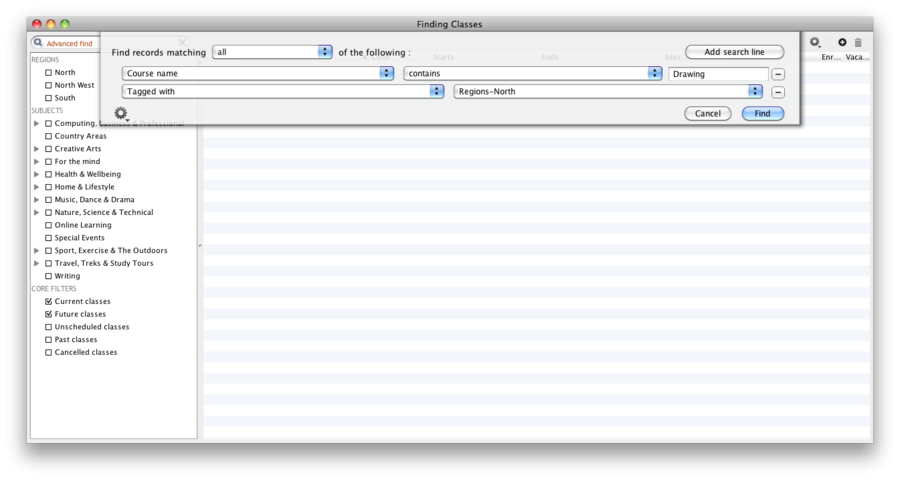 Finding Classes
Advanced find
Find records matching all of the following :
Add search line
Course name contains Drawing
Tagged with Regions-North
Cancel Find
Code Starts Ends Enr... Vaca...
REGIONS
North
North West
South
SUBJECTS
Computing, Business & Professional
Country Areas
Creative Arts
For the mind
Health & Wellbeing
Home & Lifestyle
Music, Dance & Drama
Nature, Science & Technical
Online Learning
Special Events
Sport, Exercise & The Outdoors
Travel, Treks & Study Tours
Writing
CORE FILTERS
Current classes
Future classes
Unscheduled classes
Past classes
Cancelled classes